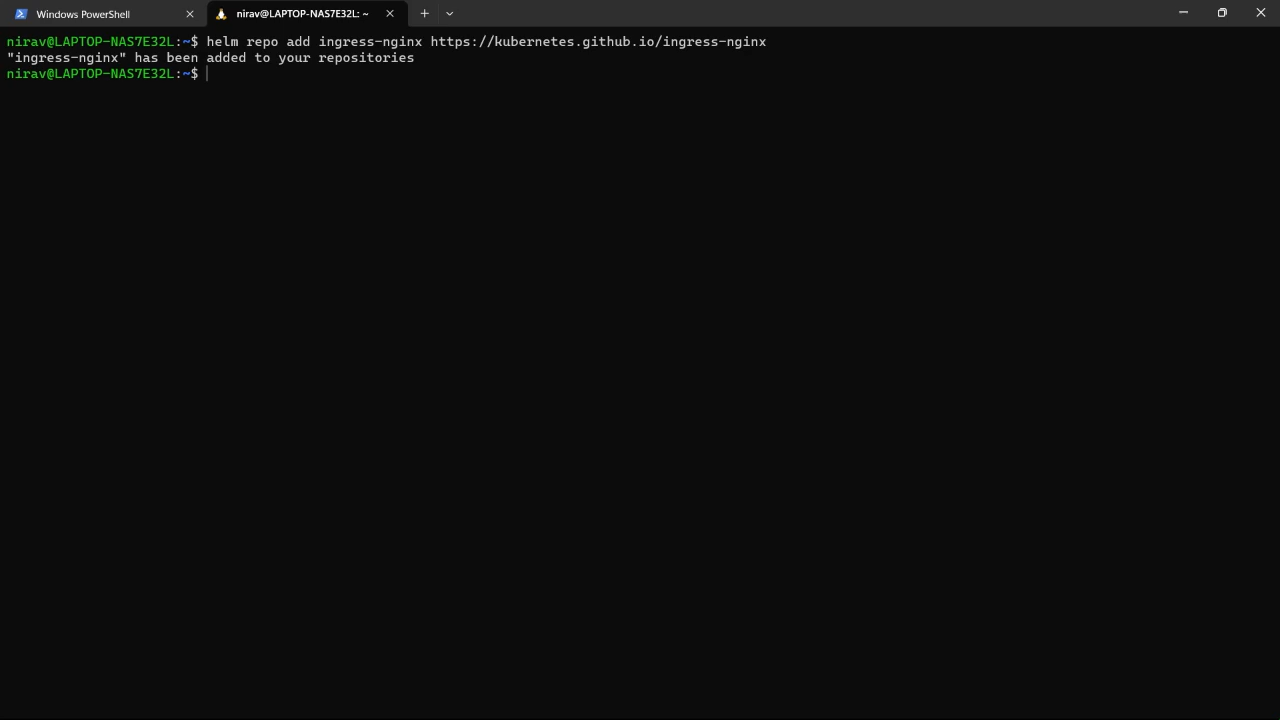 Windows PowerShell
nirav@LAPTOP-NAS7E32L: ~
nirav@LAPTOP-NAS7E32L:~$ helm repo add ingress-nginx https://kubernetes.github.io/ingress-nginx
"ingress-nginx" has been added to your repositories
nirav@LAPTOP-NAS7E32L:~$